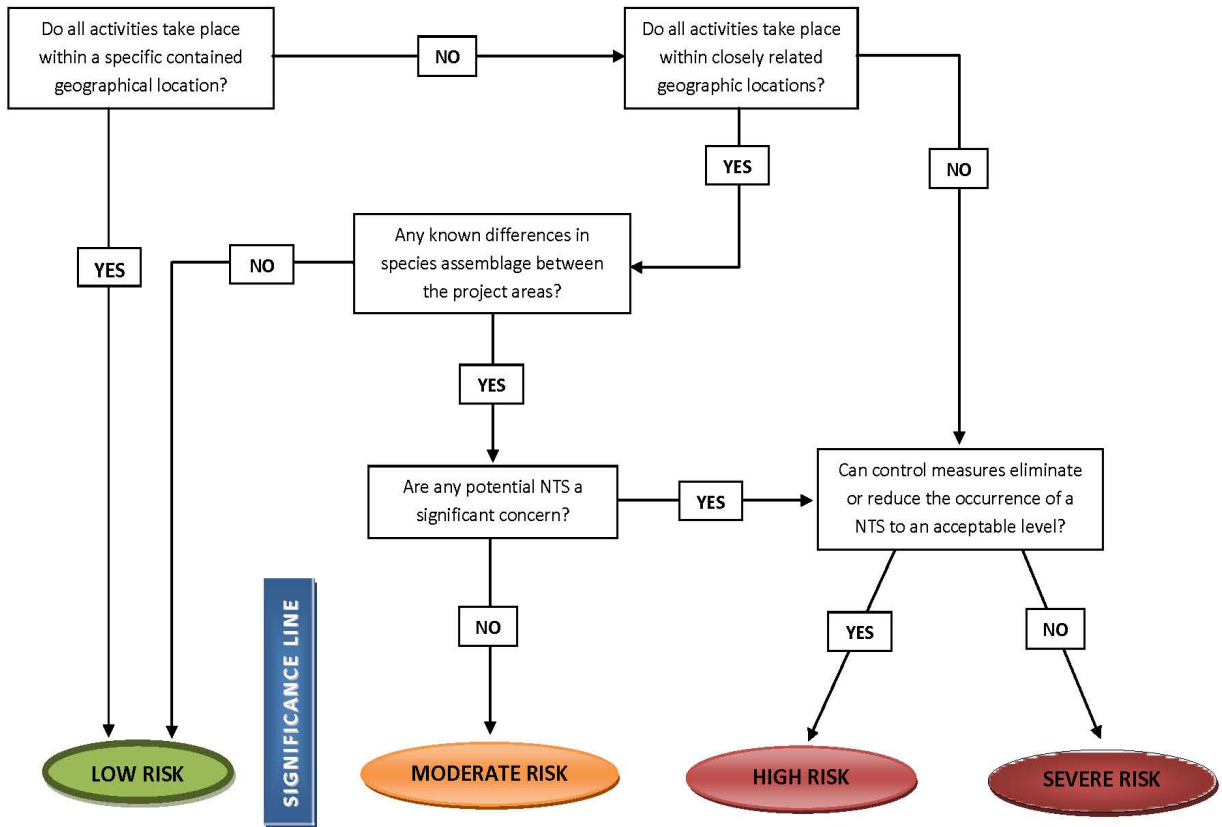 Do all activities take place
within a specific contained
geographical location?
NO
Do all activities take place
within closely related
geographic locations?
YES
NO
YES
Any known differences in
species assemblage between
the project areas?
NO
YES
Are any potential NTS a
significant concern?
YES
Can control measures eliminate
or reduce the occurrence of a
NTS to an acceptable level?
NO
YES
NO
SIGNIFICANCE LINE
LOW RISK
MODERATE RISK
HIGH RISK
SEVERE RISK